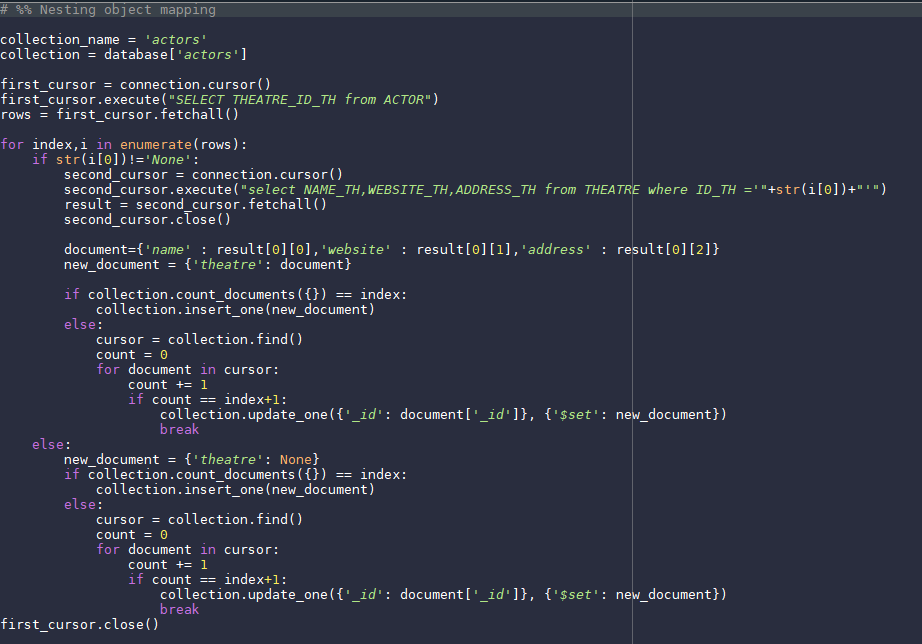 # %% Nesting object mapping
collection_name = 'actors'
collection = database['actors']
first_cursor = connection.cursor()
first_cursor.execute("SELECT THEATRE_ID_TH from ACTOR")
rows = first_cursor.fetchall()
for index,i in enumerate(rows):
    if str(i[0])!='None':
        second_cursor = connection.cursor()
        second_cursor.execute("select NAME_TH,WEBSITE_TH,ADDRESS_TH from THEATRE where ID_TH ='"+str(i[0])+"'")
        result = second_cursor.fetchall()
        second_cursor.close()
        document={'name' : result[0][0],'website' : result[0][1],'address' : result[0][2]}
        new_document = {'theatre': document}
        if collection.count_documents({}) == index:
            collection.insert_one(new_document)
        else:
            cursor = collection.find()
            count = 0
            for document in cursor:
                count += 1
                if count == index+1:
                    collection.update_one({'_id': document['_id']}, {'$set': new_document})
                    break
    else:
        new_document = {'theatre': None}
        if collection.count_documents({}) == index:
            collection.insert_one(new_document)
        else:
            cursor = collection.find()
            count = 0
            for document in cursor:
                count += 1
                if count == index+1:
                    collection.update_one({'_id': document['_id']}, {'$set': new_document})
                    break
first_cursor.close()